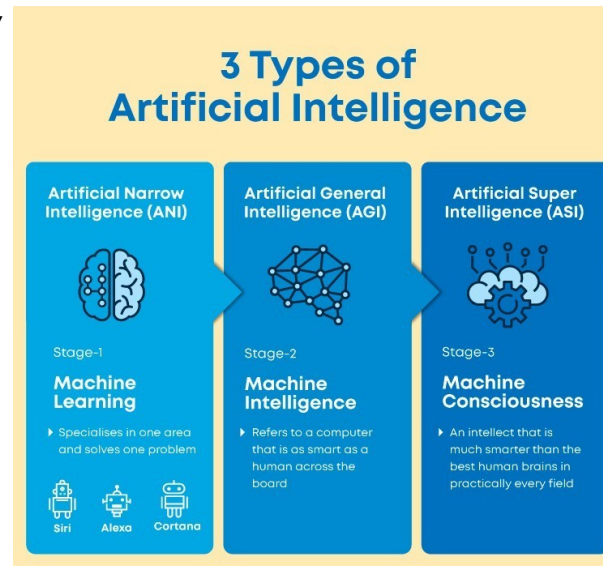 3 Types of
Artificial Intelligence
Artificial Narrow
Intelligence (ANI)
Stage-1
Machine
Learning
Specialises in one area
and solves one problem
Siri
Alexa
Cortana
Artificial General
Intelligence (AGI)
Stage-2
Machine
Intelligence
Refers to a computer
that is as smart as a
human across the
board
Artificial Super
Intelligence (ASI)
Stage-3
Machine
Consciousness
An intellect that is
much smarter than the
best human brains in
practically every field